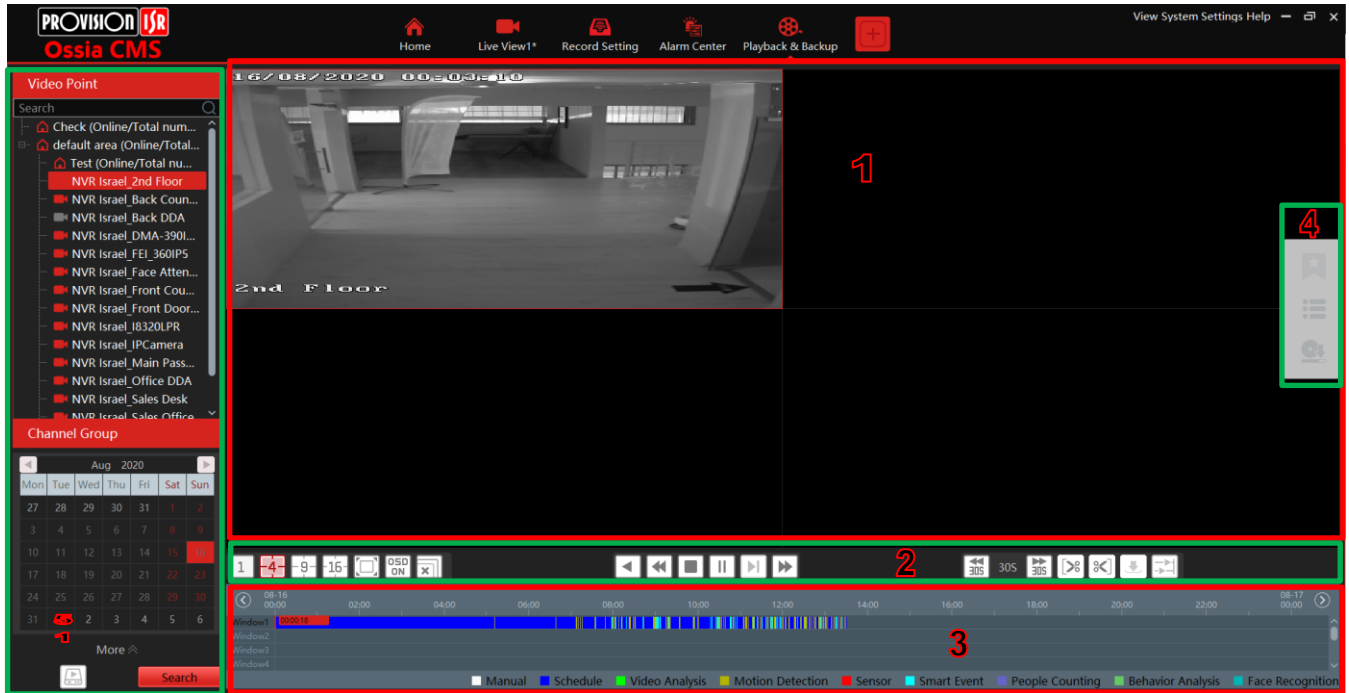 PROVISION ISR
Ossia CMS
Home
Live View1*
Record Setting
Alarm Center
Playback & Backup
View System Settings Help
Video Point
Search
Check (Online/Total num...
default area (Online/Total...
Test (Online/Total nu...
NVR Israel_2nd Floor
NVR Israel_Back Coun...
NVR Israel_Back DDA
NVR Israel_DMA-390I...
NVR Israel_FEI_360IP5
NVR Israel_Face Atten...
NVR Israel_Front Cou...
NVR Israel_Front Door...
NVR Israel_I8320LPR
NVR Israel_IPCamera
NVR Israel_Main Pass...
NVR Israel_Office DDA
NVR Israel_Sales Desk
NVR Israel_Sales Office
Channel Group
Aug 2020
Mon Tue Wed Thu Fri Sat Sun
27 28 29 30 31 1 2
3 4 5 6 7 8 9
10 11 12 13 14 15 16
17 18 19 20 21 22 23
24 25 26 27 28 29 30
31 2 3 4 5 6
More
Search
16/08/2020 00:03:10
2nd Floor
1
4
1 4 9 16 OSD ON
2
30S 30S 30S
08-16 08-17
00:00 02:00 04:00 06:00 08:00 10:00 12:00 14:00 16:00 18:00 20:00 22:00 00:00
Window1 00:00:18
Window2
Window3
Window4
3
Manual Schedule Video Analysis Motion Detection Sensor Smart Event People Counting Behavior Analysis Face Recognition